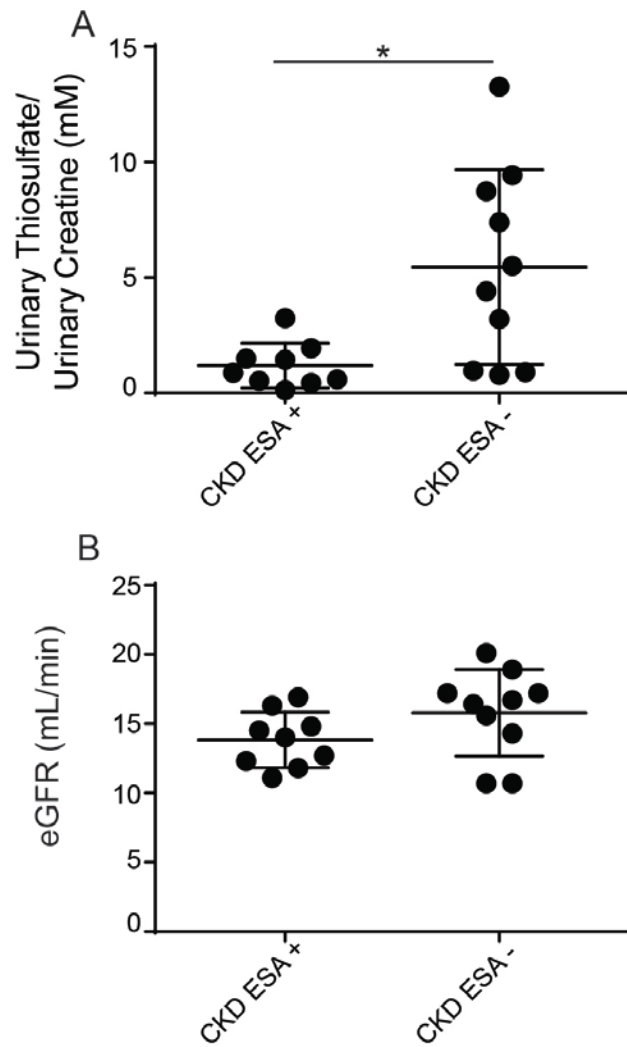 A
Urinary Thiosulfate/
Urinary Creatine (mM)
15
10
5
0
*
CKD ESA +
CKD ESA -
B
eGFR (mL/min)
25
20
15
10
5
0
CKD ESA +
CKD ESA -